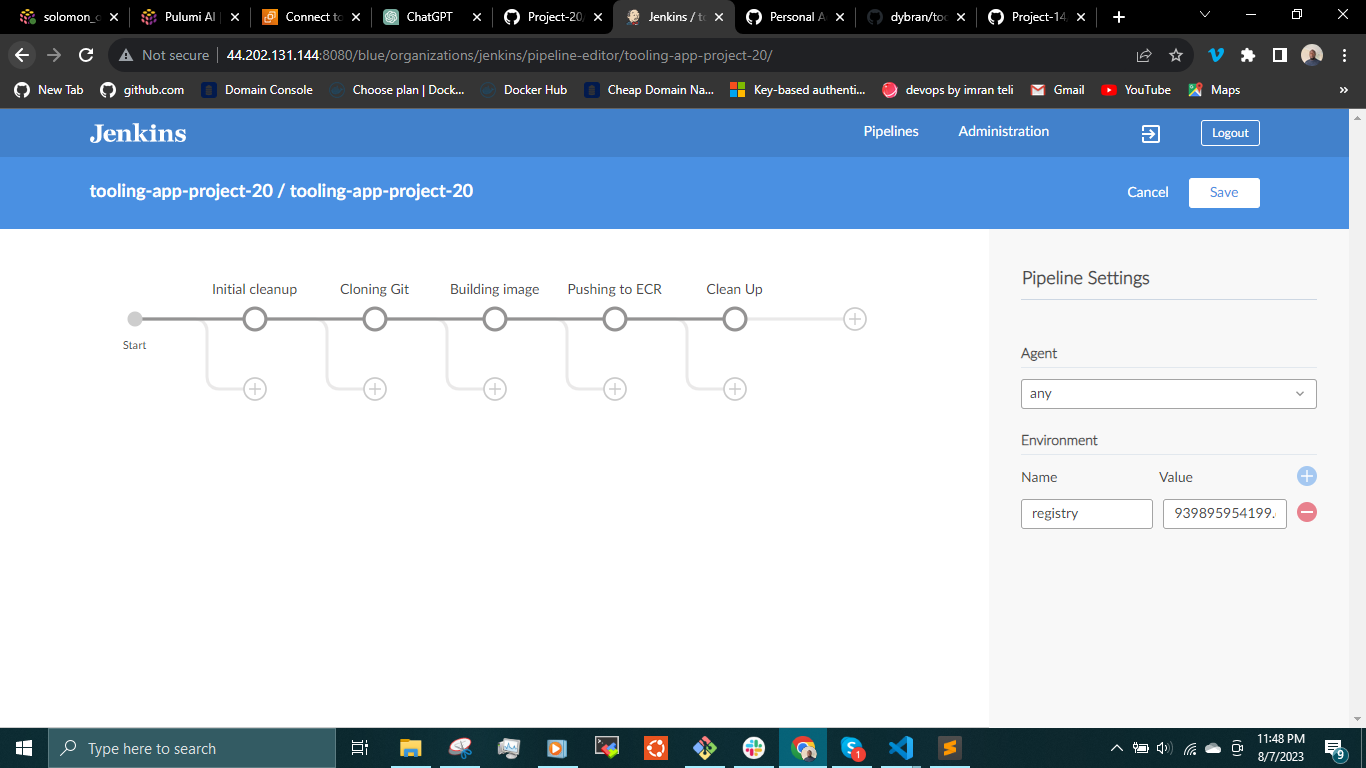 solomon_o
Pulumi AI
Connect to
ChatGPT
Project-20/
Jenkins / to
Personal A
dybran/too
Project-14/
Not secure
44.202.131.144:8080/blue/organizations/jenkins/pipeline-editor/tooling-app-project-20/
New Tab
github.com
Domain Console
Choose plan | Dock...
Docker Hub
Cheap Domain Na...
Key-based authenti...
devops by imran teli
Gmail
YouTube
Maps
»
Jenkins
Pipelines
Administration
Logout
tooling-app-project-20 / tooling-app-project-20
Cancel
Save
Initial cleanup
Cloning Git
Building image
Pushing to ECR
Clean Up
Start
Pipeline Settings
Agent
any
Environment
Name
Value
registry
939895954199.
Type here to search
1
11:48 PM
8/7/2023
9